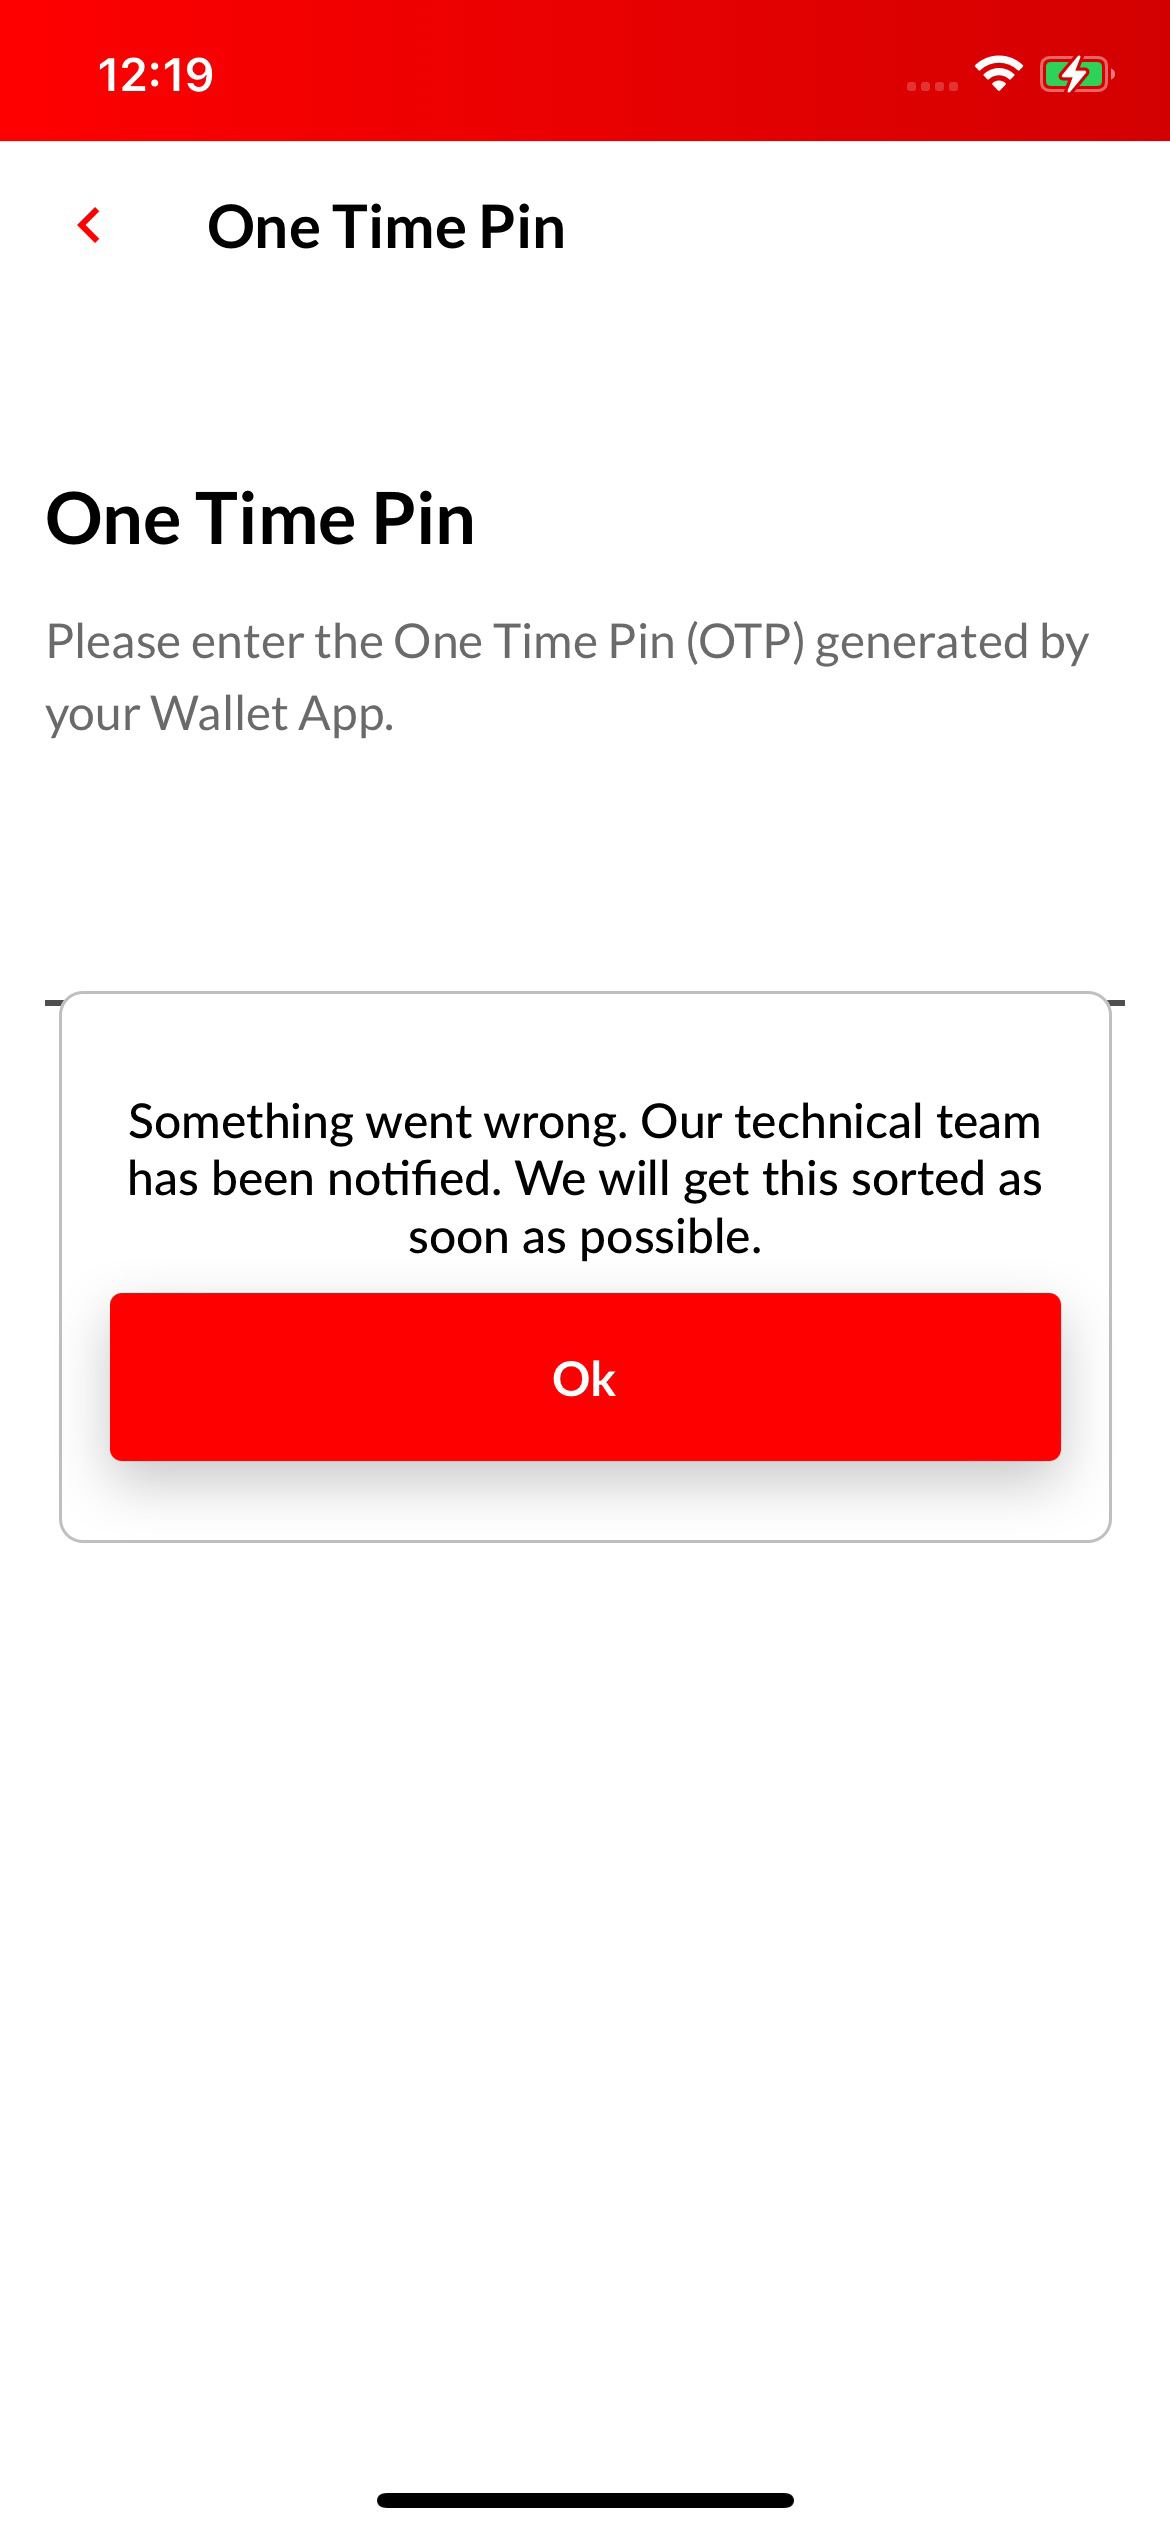 12:19
One Time Pin
One Time Pin
Please enter the One Time Pin (OTP) generated by
your Wallet App.
Something went wrong. Our technical team
has been notified. We will get this sorted as
soon as possible.
Ok